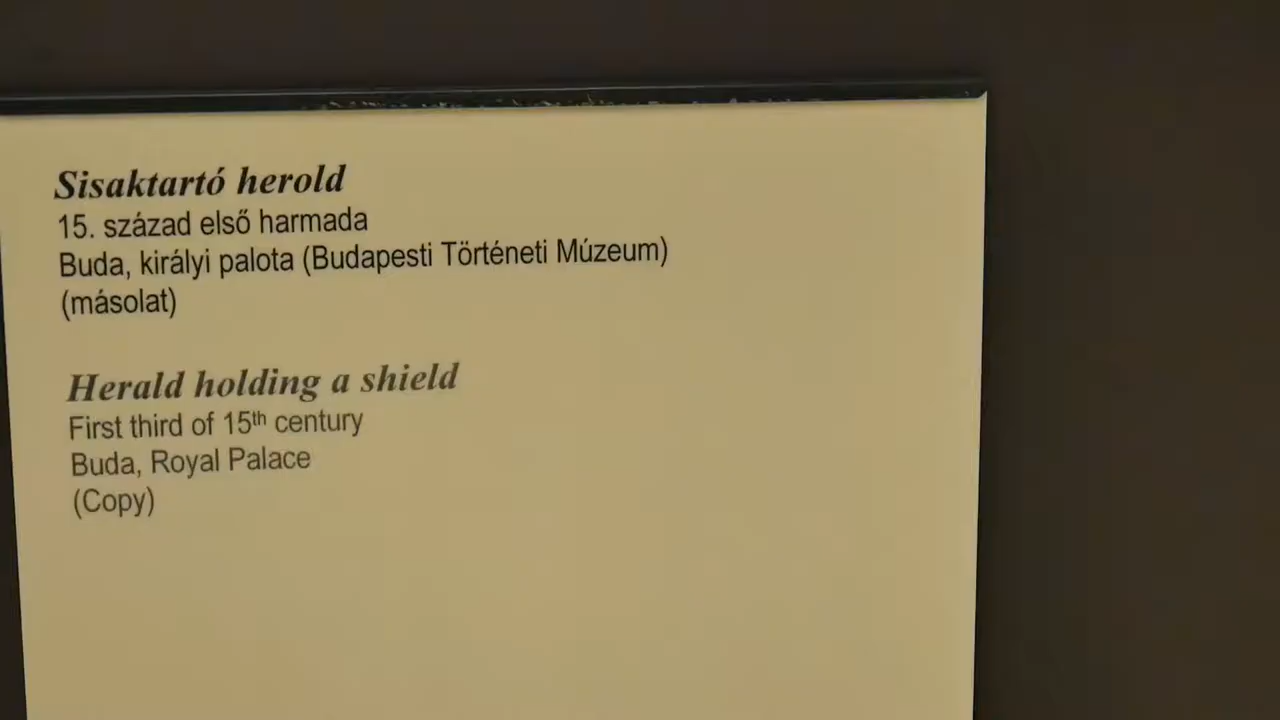 Sisaktartó herold
15. század első harmada
Buda, királyi palota (Budapesti Történeti Múzeum)
(másolat)
Herald holding a shield
First third of 15th century
Buda, Royal Palace
(Copy)